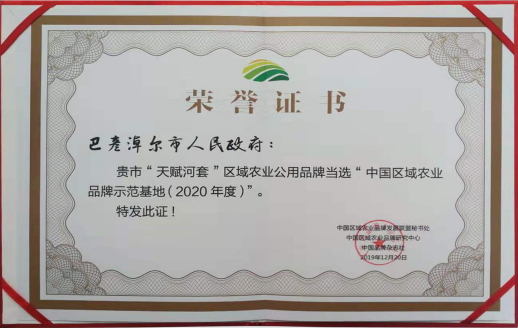 荣誉证书
巴彦淖尔市人民政府：
贵市“天赋河套”区域农业公用品牌当选“中国区域农业
品牌示范基地（2020年度）”。
特发此证！
中国区域农业品牌发展联盟秘书处
中国区域农业品牌研究中心
中国品牌杂志社
2019年12月20日